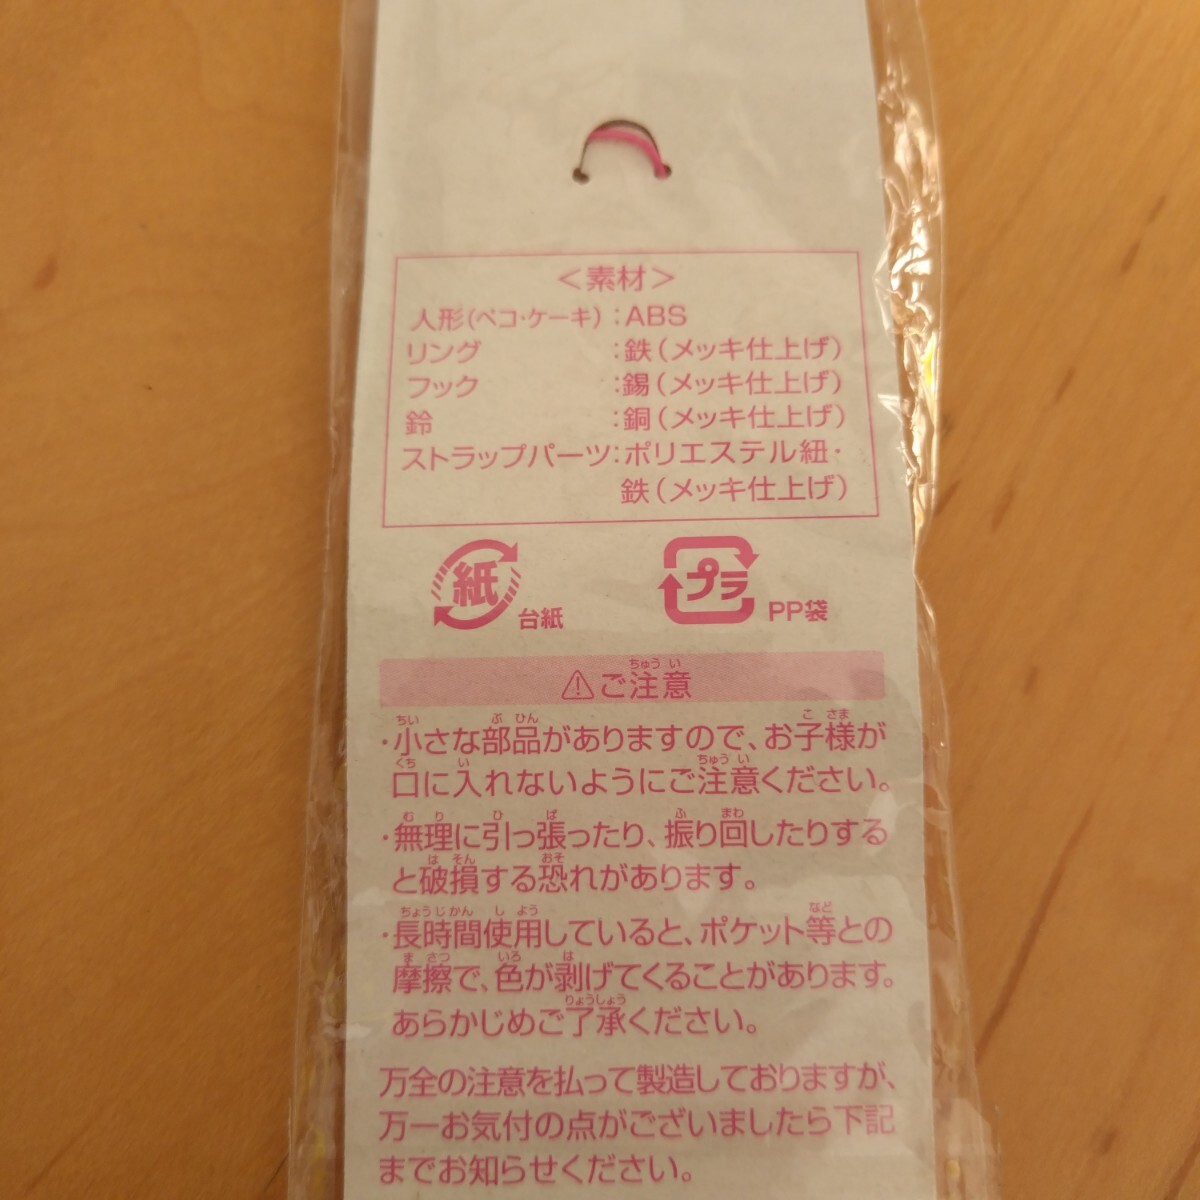 ＜素材＞
人形(ペコ・ケーキ)：ABS
リング：鉄(メッキ仕上げ)
フック：錫(メッキ仕上げ)
鈴：銅(メッキ仕上げ)
ストラップパーツ：ポリエステル紐・
鉄(メッキ仕上げ)
紙 台紙
プラ PP袋
⚠ご注意
・小さな部品がありますので、お子様が
口に入れないようにご注意ください。
・無理に引っ張ったり、振り回したりする
と破損する恐れがあります。
・長時間使用していると、ポケット等との
摩擦で、色が剥げてくることがあります。
あらかじめご了承ください。
万全の注意を払って製造しておりますが、
万一お気付の点がございましたら下記
までお知らせください。